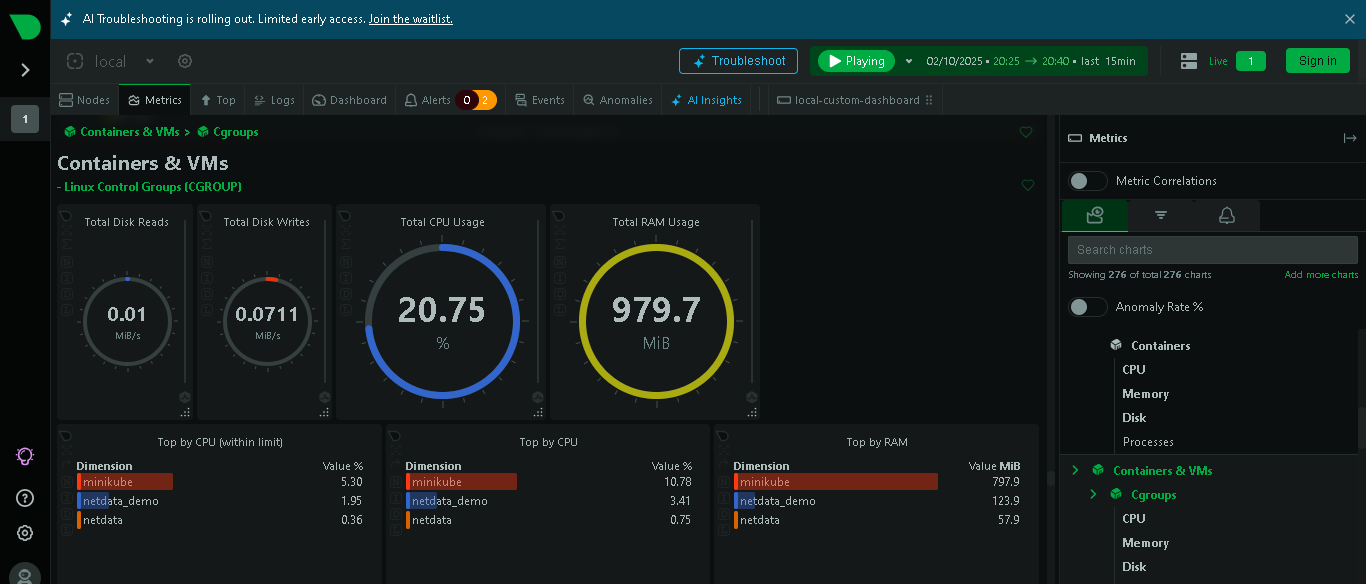 AI Troubleshooting is rolling out. Limited early access. Join the waitlist.
local
Troubleshoot
Playing
02/10/2025 • 20:25 → 20:40 • last 15min
Live
1
Sign in
1
Nodes
Metrics
Top
Logs
Dashboard
Alerts 0 2
Events
Anomalies
AI Insights
local-custom-dashboard
Containers & VMs > Cgroups
Containers & VMs
- Linux Control Groups (CGROUP)
Total Disk Reads
0.01
MiB/s
Total Disk Writes
0.0711
MiB/s
Total CPU Usage
20.75
%
Total RAM Usage
979.7
MiB
Top by CPU (within limit)
Dimension Value %
minikube 5.30
netdata_demo 1.95
netdata 0.36
Top by CPU
Dimension Value %
minikube 10.78
netdata_demo 3.41
netdata 0.75
Top by RAM
Dimension Value MiB
minikube 797.9
netdata_demo 123.9
netdata 57.9
Metrics
Metric Correlations
Search charts
Showing 276 of total 276 charts
Add more charts
Anomaly Rate %
Containers
CPU
Memory
Disk
Processes
Containers & VMs
Cgroups
CPU
Memory
Disk